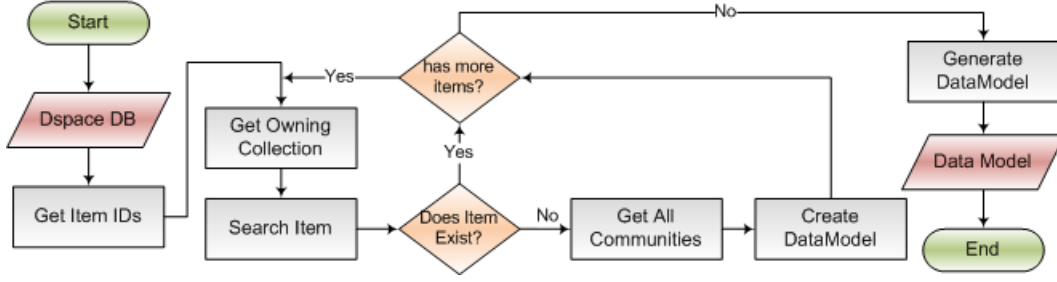 Start
Dspace DB
Get Item IDs
Get Owning
Collection
Search Item
Does Item
Exist?
Yes
No
has more
items?
Yes
No
Get All
Communities
Create
DataModel
Generate
DataModel
Data Model
End